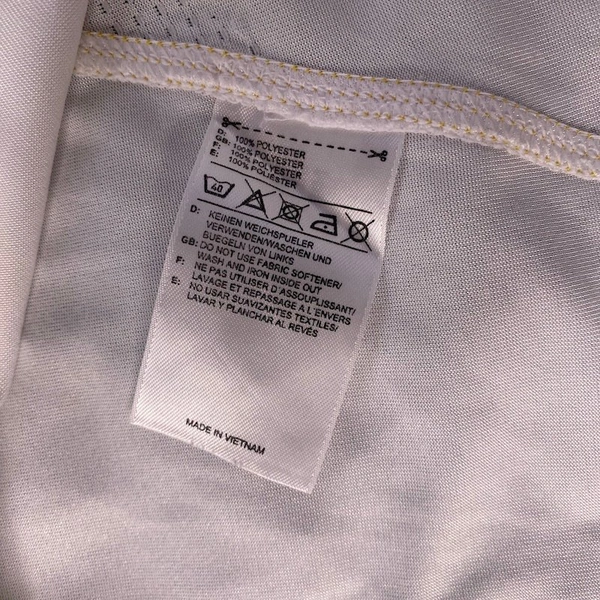 D: 100% POLYESTER
GB: 100% POLYESTER
F: 100% POLYESTER
E: 100% POLIÉSTER
40
D: KEINEN WEICHSPUELER
VERWENDEN/WASCHEN UND
BUEGELN VON LINKS
GB: DO NOT USE FABRIC SOFTENER/
WASH AND IRON INSIDE OUT
F: NE PAS UTILISER D'ASSOUPLISSANT/
LAVAGE ET REPASSAGE A L'ENVERS
E: NO USAR SUAVIZANTES TEXTILES/
LAVAR Y PLANCHAR AL REVÉS
MADE IN VIETNAM